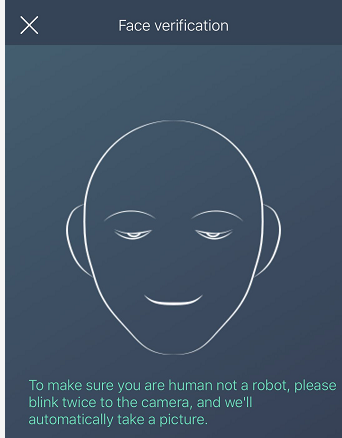 Face verification
To make sure you are human not a robot, please
blink twice to the camera, and we'll
automatically take a picture.